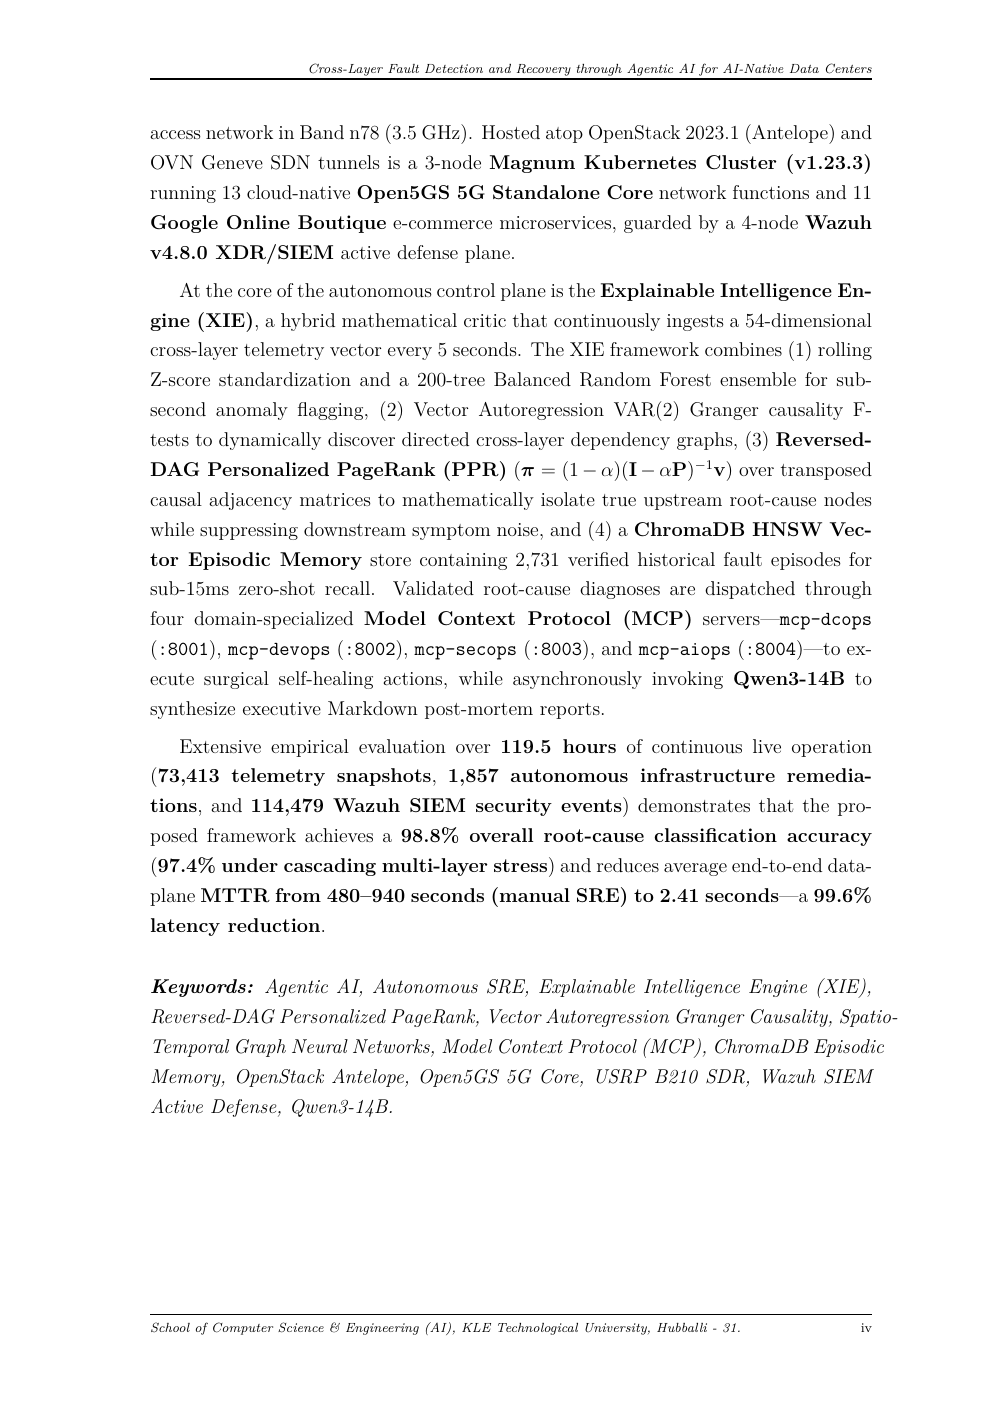 Cross-Layer Fault Detection and Recovery through Agentic AI for AI-Native Data Centers
access network in Band n78 (3.5 GHz). Hosted atop OpenStack 2023.1 (Antelope) and
OVN Geneve SDN tunnels is a 3-node Magnum Kubernetes Cluster (v1.23.3)
running 13 cloud-native Open5GS 5G Standalone Core network functions and 11
Google Online Boutique e-commerce microservices, guarded by a 4-node Wazuh
v4.8.0 XDR/SIEM active defense plane.
At the core of the autonomous control plane is the Explainable Intelligence En-
gine (XIE), a hybrid mathematical critic that continuously ingests a 54-dimensional
cross-layer telemetry vector every 5 seconds. The XIE framework combines (1) rolling
Z-score standardization and a 200-tree Balanced Random Forest ensemble for sub-
second anomaly flagging, (2) Vector Autoregression VAR(2) Granger causality F-
tests to dynamically discover directed cross-layer dependency graphs, (3) Reversed-
DAG Personalized PageRank (PPR) (π = (1 − α)(I − αP)⁻¹v) over transposed
causal adjacency matrices to mathematically isolate true upstream root-cause nodes
while suppressing downstream symptom noise, and (4) a ChromaDB HNSW Vec-
tor Episodic Memory store containing 2,731 verified historical fault episodes for
sub-15ms zero-shot recall. Validated root-cause diagnoses are dispatched through
four domain-specialized Model Context Protocol (MCP) servers—mcp-dcops
(:8001), mcp-devops (:8002), mcp-secops (:8003), and mcp-aiops (:8004)—to ex-
ecute surgical self-healing actions, while asynchronously invoking Qwen3-14B to
synthesize executive Markdown post-mortem reports.
Extensive empirical evaluation over 119.5 hours of continuous live operation
(73,413 telemetry snapshots, 1,857 autonomous infrastructure remedia-
tions, and 114,479 Wazuh SIEM security events) demonstrates that the pro-
posed framework achieves a 98.8% overall root-cause classification accuracy
(97.4% under cascading multi-layer stress) and reduces average end-to-end data-
plane MTTR from 480–940 seconds (manual SRE) to 2.41 seconds—a 99.6%
latency reduction.
Keywords: Agentic AI, Autonomous SRE, Explainable Intelligence Engine (XIE),
Reversed-DAG Personalized PageRank, Vector Autoregression Granger Causality, Spatio-
Temporal Graph Neural Networks, Model Context Protocol (MCP), ChromaDB Episodic
Memory, OpenStack Antelope, Open5GS 5G Core, USRP B210 SDR, Wazuh SIEM
Active Defense, Qwen3-14B.
School of Computer Science & Engineering (AI), KLE Technological University, Hubballi - 31. iv